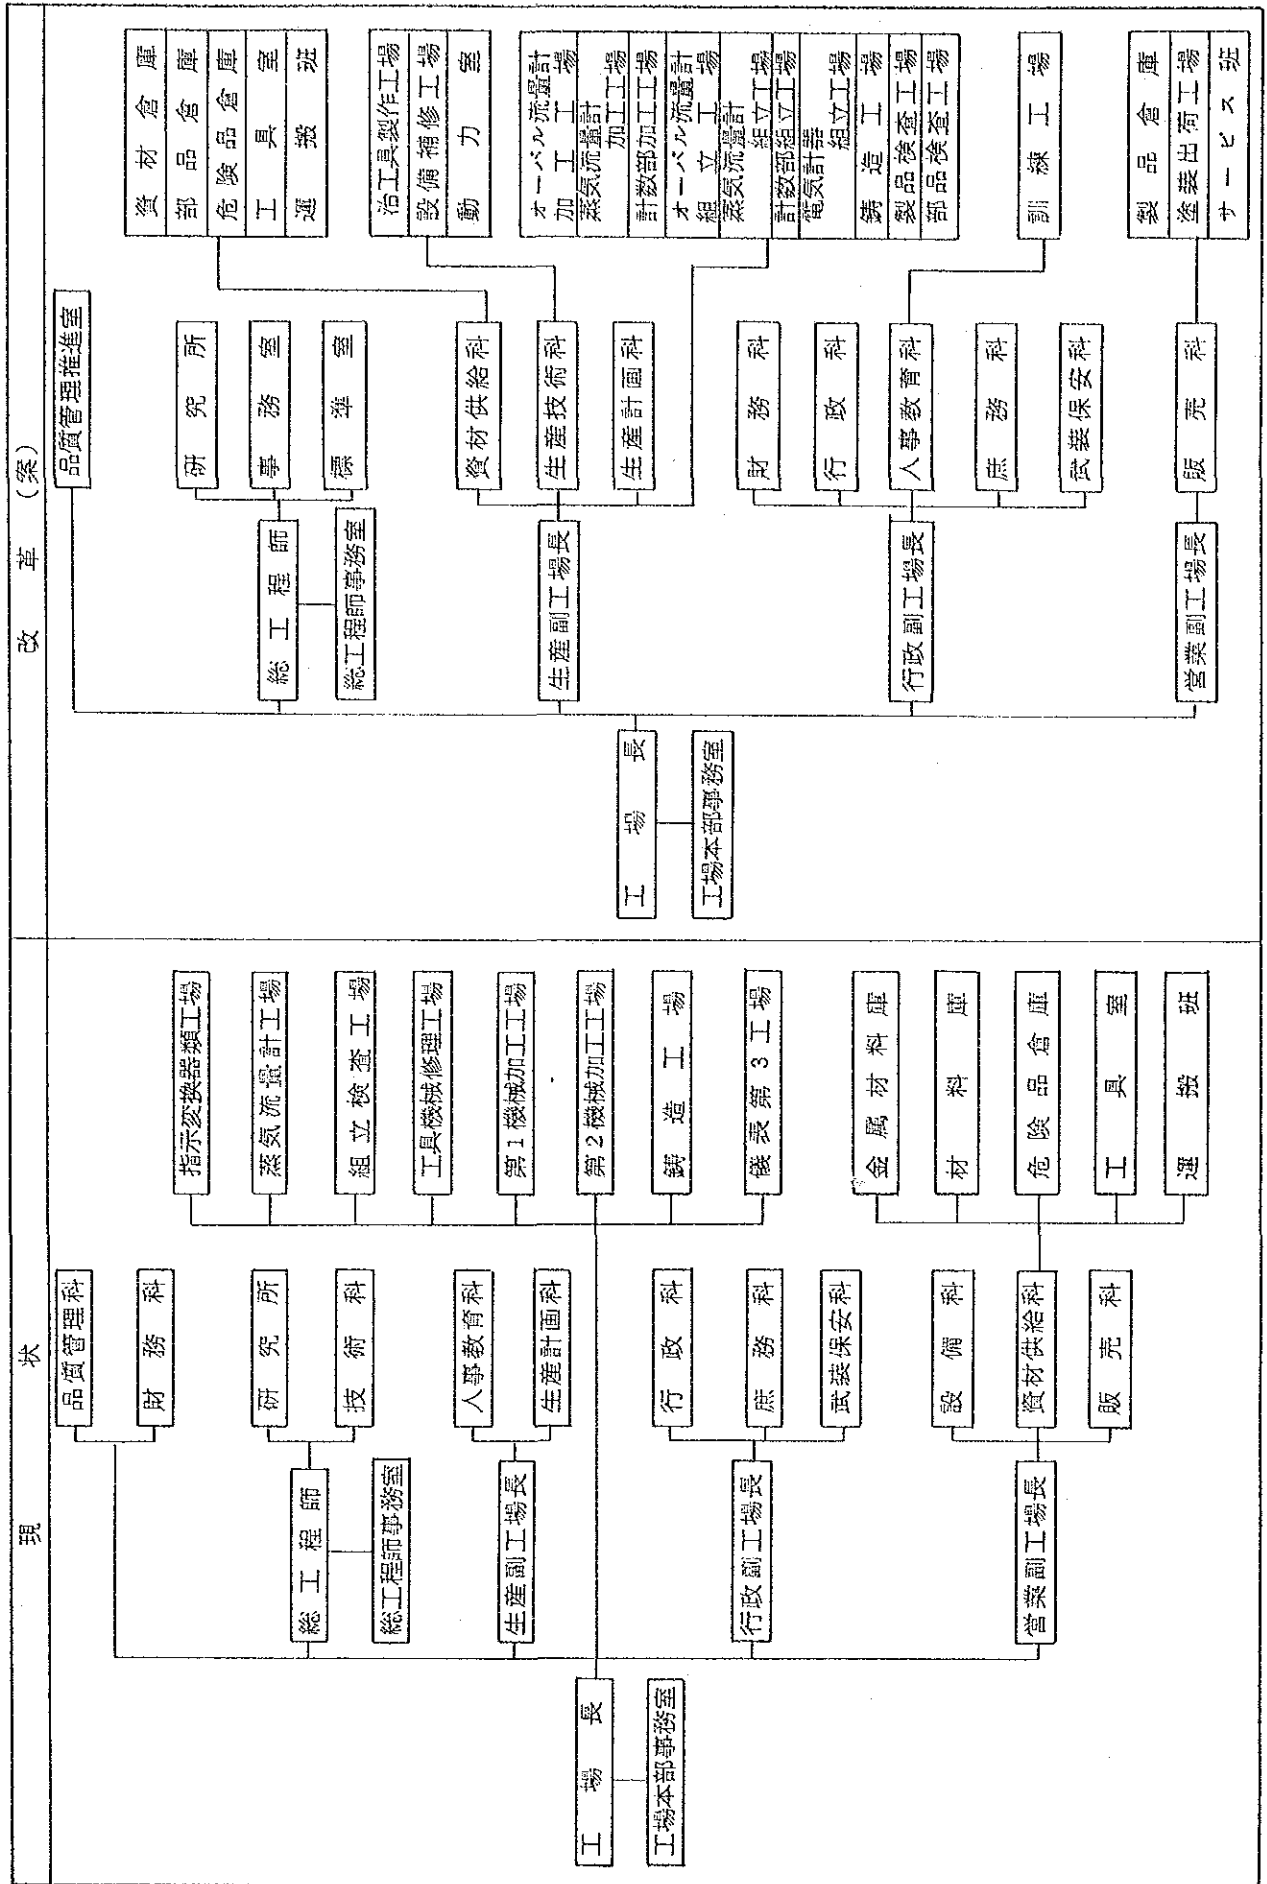 現状
工場長
工場本部事務室
品質管理科
財務科
総工程師
総工程師事務室
研究所
技術科
生産副工場長
人事教育科
生産計画科
行政副工場長
行政科
庶務科
武装保安科
営業副工場長
設備科
資材供給科
販売科
指示変換器類工場
蒸気流量計工場
組立検査工場
工具機械修理工場
第1機械加工工場
第2機械加工工場
鋳造工場
儀表第3工場
金属材料庫
材料庫
危険品倉庫
工具室
運搬班
改革(案)
工場長
工場本部事務室
品質管理推進室
総工程師
総工程師事務室
研究所
事務室
標準室
生産副工場長
資材供給科
生産技術科
生産計画科
行政副工場長
財務科
行政科
人事教育科
庶務科
武装保安科
営業副工場長
販売科
資材倉庫
部品倉庫
危険品倉庫
工具室
運搬班
治工具製作工場
設備補修工場
動力室
オーバル流量計
加工工場
蒸気流量計
加工工場
計数部加工工場
オーバル流量計
組立工場
蒸気流量計
組立工場
計数部組立工場
電気計器
組立工場
鋳造工場
製品検査工場
部品検査工場
訓練工場
製品倉庫
塗装出荷工場
サービス班